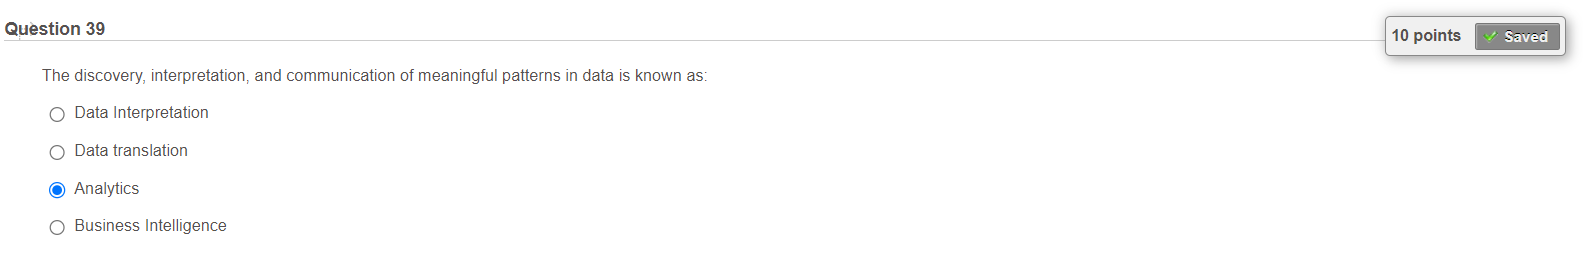 Question 39
10 points
Saved
The discovery, interpretation, and communication of meaningful patterns in data is known as:
Data Interpretation
Data translation
Analytics
Business Intelligence